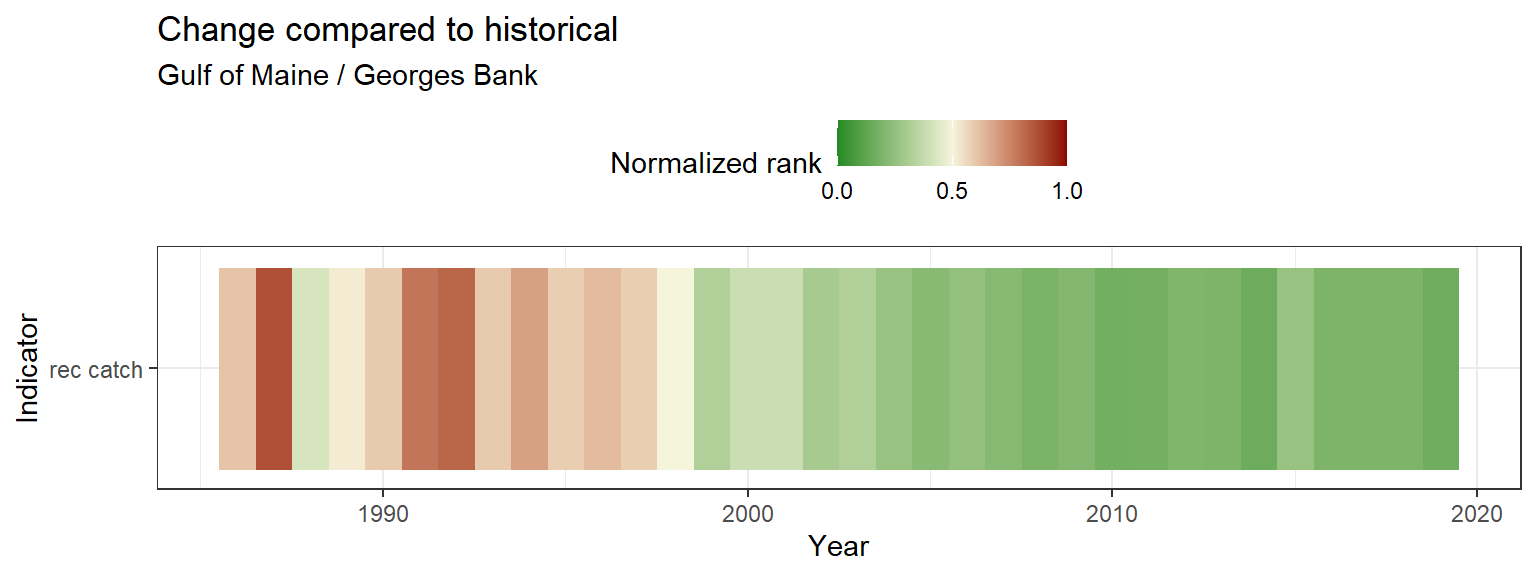 Change compared to historical
Gulf of Maine / Georges Bank
Normalized rank
0.0 0.5 1.0
Indicator
rec catch
1990 2000 2010 2020
Year